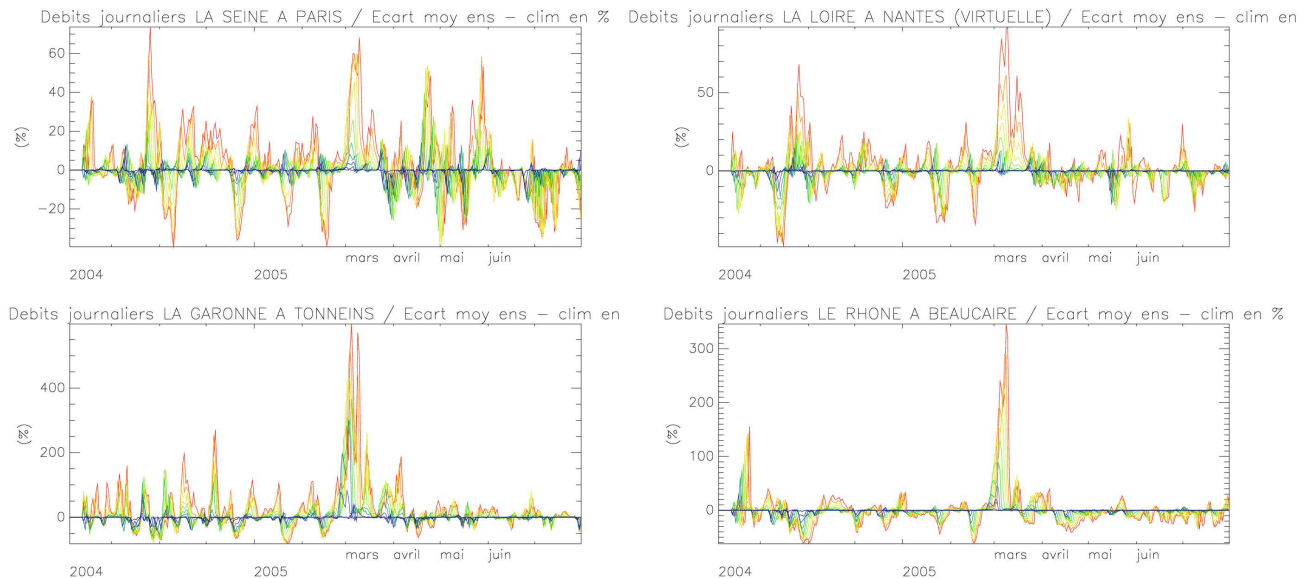 Debits journaliers LA SEINE A PARIS / Ecart moy ens − clim en %
60
40
20
0
−20
(%)
mars avril mai juin
2004 2005
Debits journaliers LA LOIRE A NANTES (VIRTUELLE) / Ecart moy ens − clim en
50
0
(%)
mars avril mai juin
2004 2005
Debits journaliers LA GARONNE A TONNEINS / Ecart moy ens − clim en
400
200
0
(%)
mars avril mai juin
2004 2005
Debits journaliers LE RHONE A BEAUCAIRE / Ecart moy ens − clim en %
300
200
100
0
(%)
mars avril mai juin
2004 2005